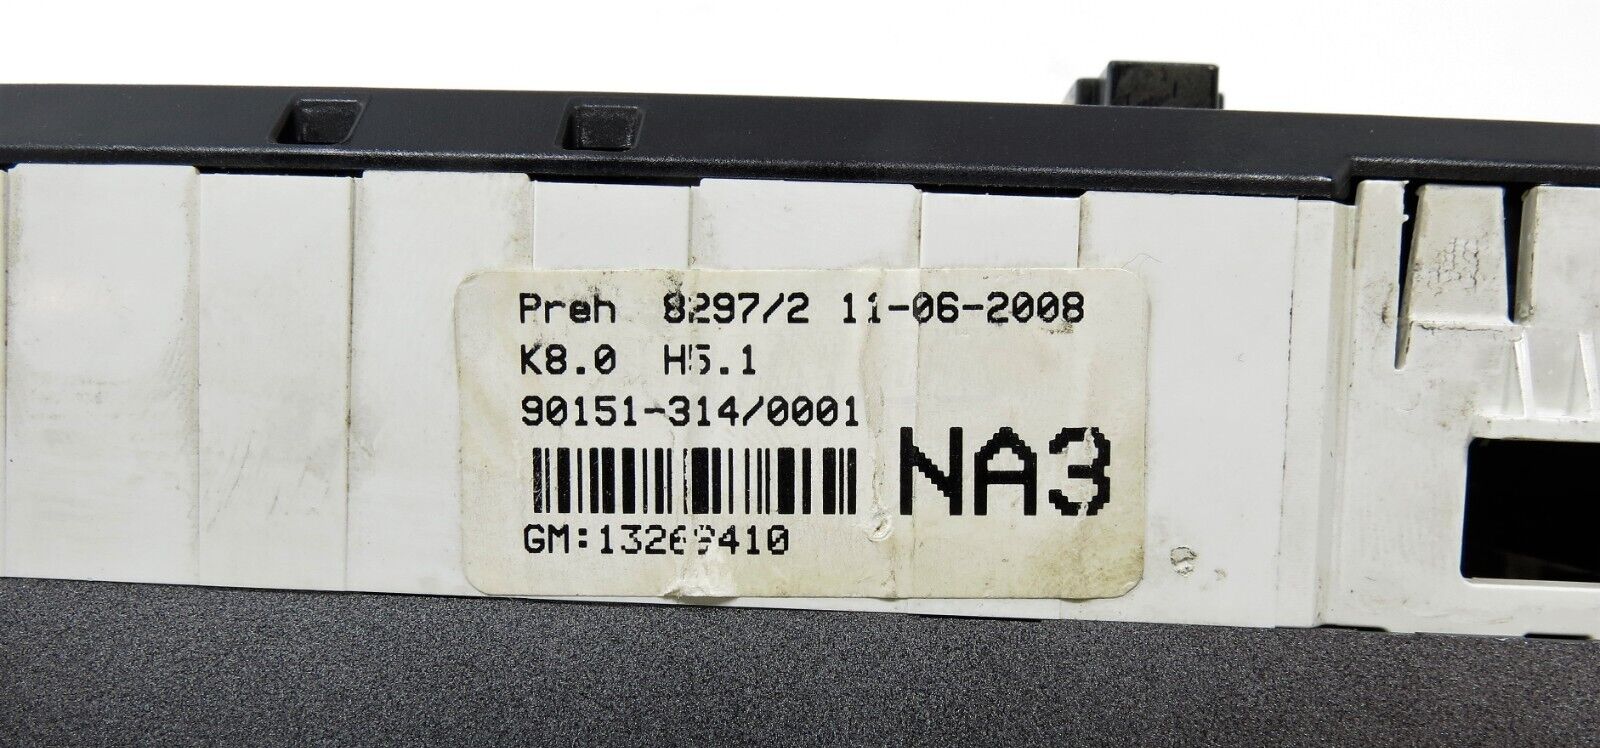 Preh 8297/2 11-06-2008
K8.0 H5.1
90151-314/0001
NA3
GM:13269410